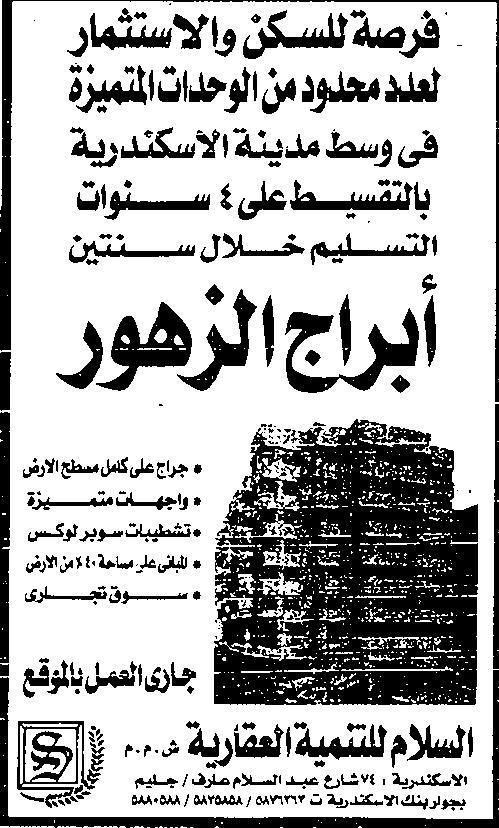 فرصة للسكن والاستثمار
لعدد محدود من الوحدات المتميزة
فى وسط مدينة الأسكندرية
بالتقسيط على ٤ سنوات
التسليم خلال سنتين
أبراج الزهور
* جراج على كامل مسطح الارض
* واجهات متميزة
* تشطيبات سوبر لوكس
* المبانى على مساحة ٤٠٪ من الارض
* سوق تجارى
جارى العمل بالموقع
السلام للتنمية العقارية ش.م.م
الاسكندرية : ٧٤ شارع عبد السلام عارف / جليم
بجوار بنك الاسكندرية ت ٥٨٧٦٣٦٣ / ٥٨٢٥٨٥٨ / ٥٨٨٠٥٨٨
S